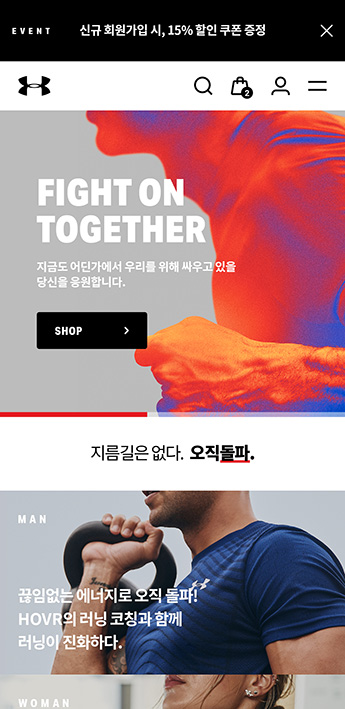 EVENT 신규 회원가입 시, 15% 할인 쿠폰 증정
2
FIGHT ON
TOGETHER
지금도 어딘가에서 우리를 위해 싸우고 있을
당신을 응원합니다.
SHOP
지름길은 없다. 오직돌파.
MAN
끊임없는 에너지로 오직 돌파!
HOVR의 러닝 코칭과 함께
러닝이 진화하다.
WOMAN